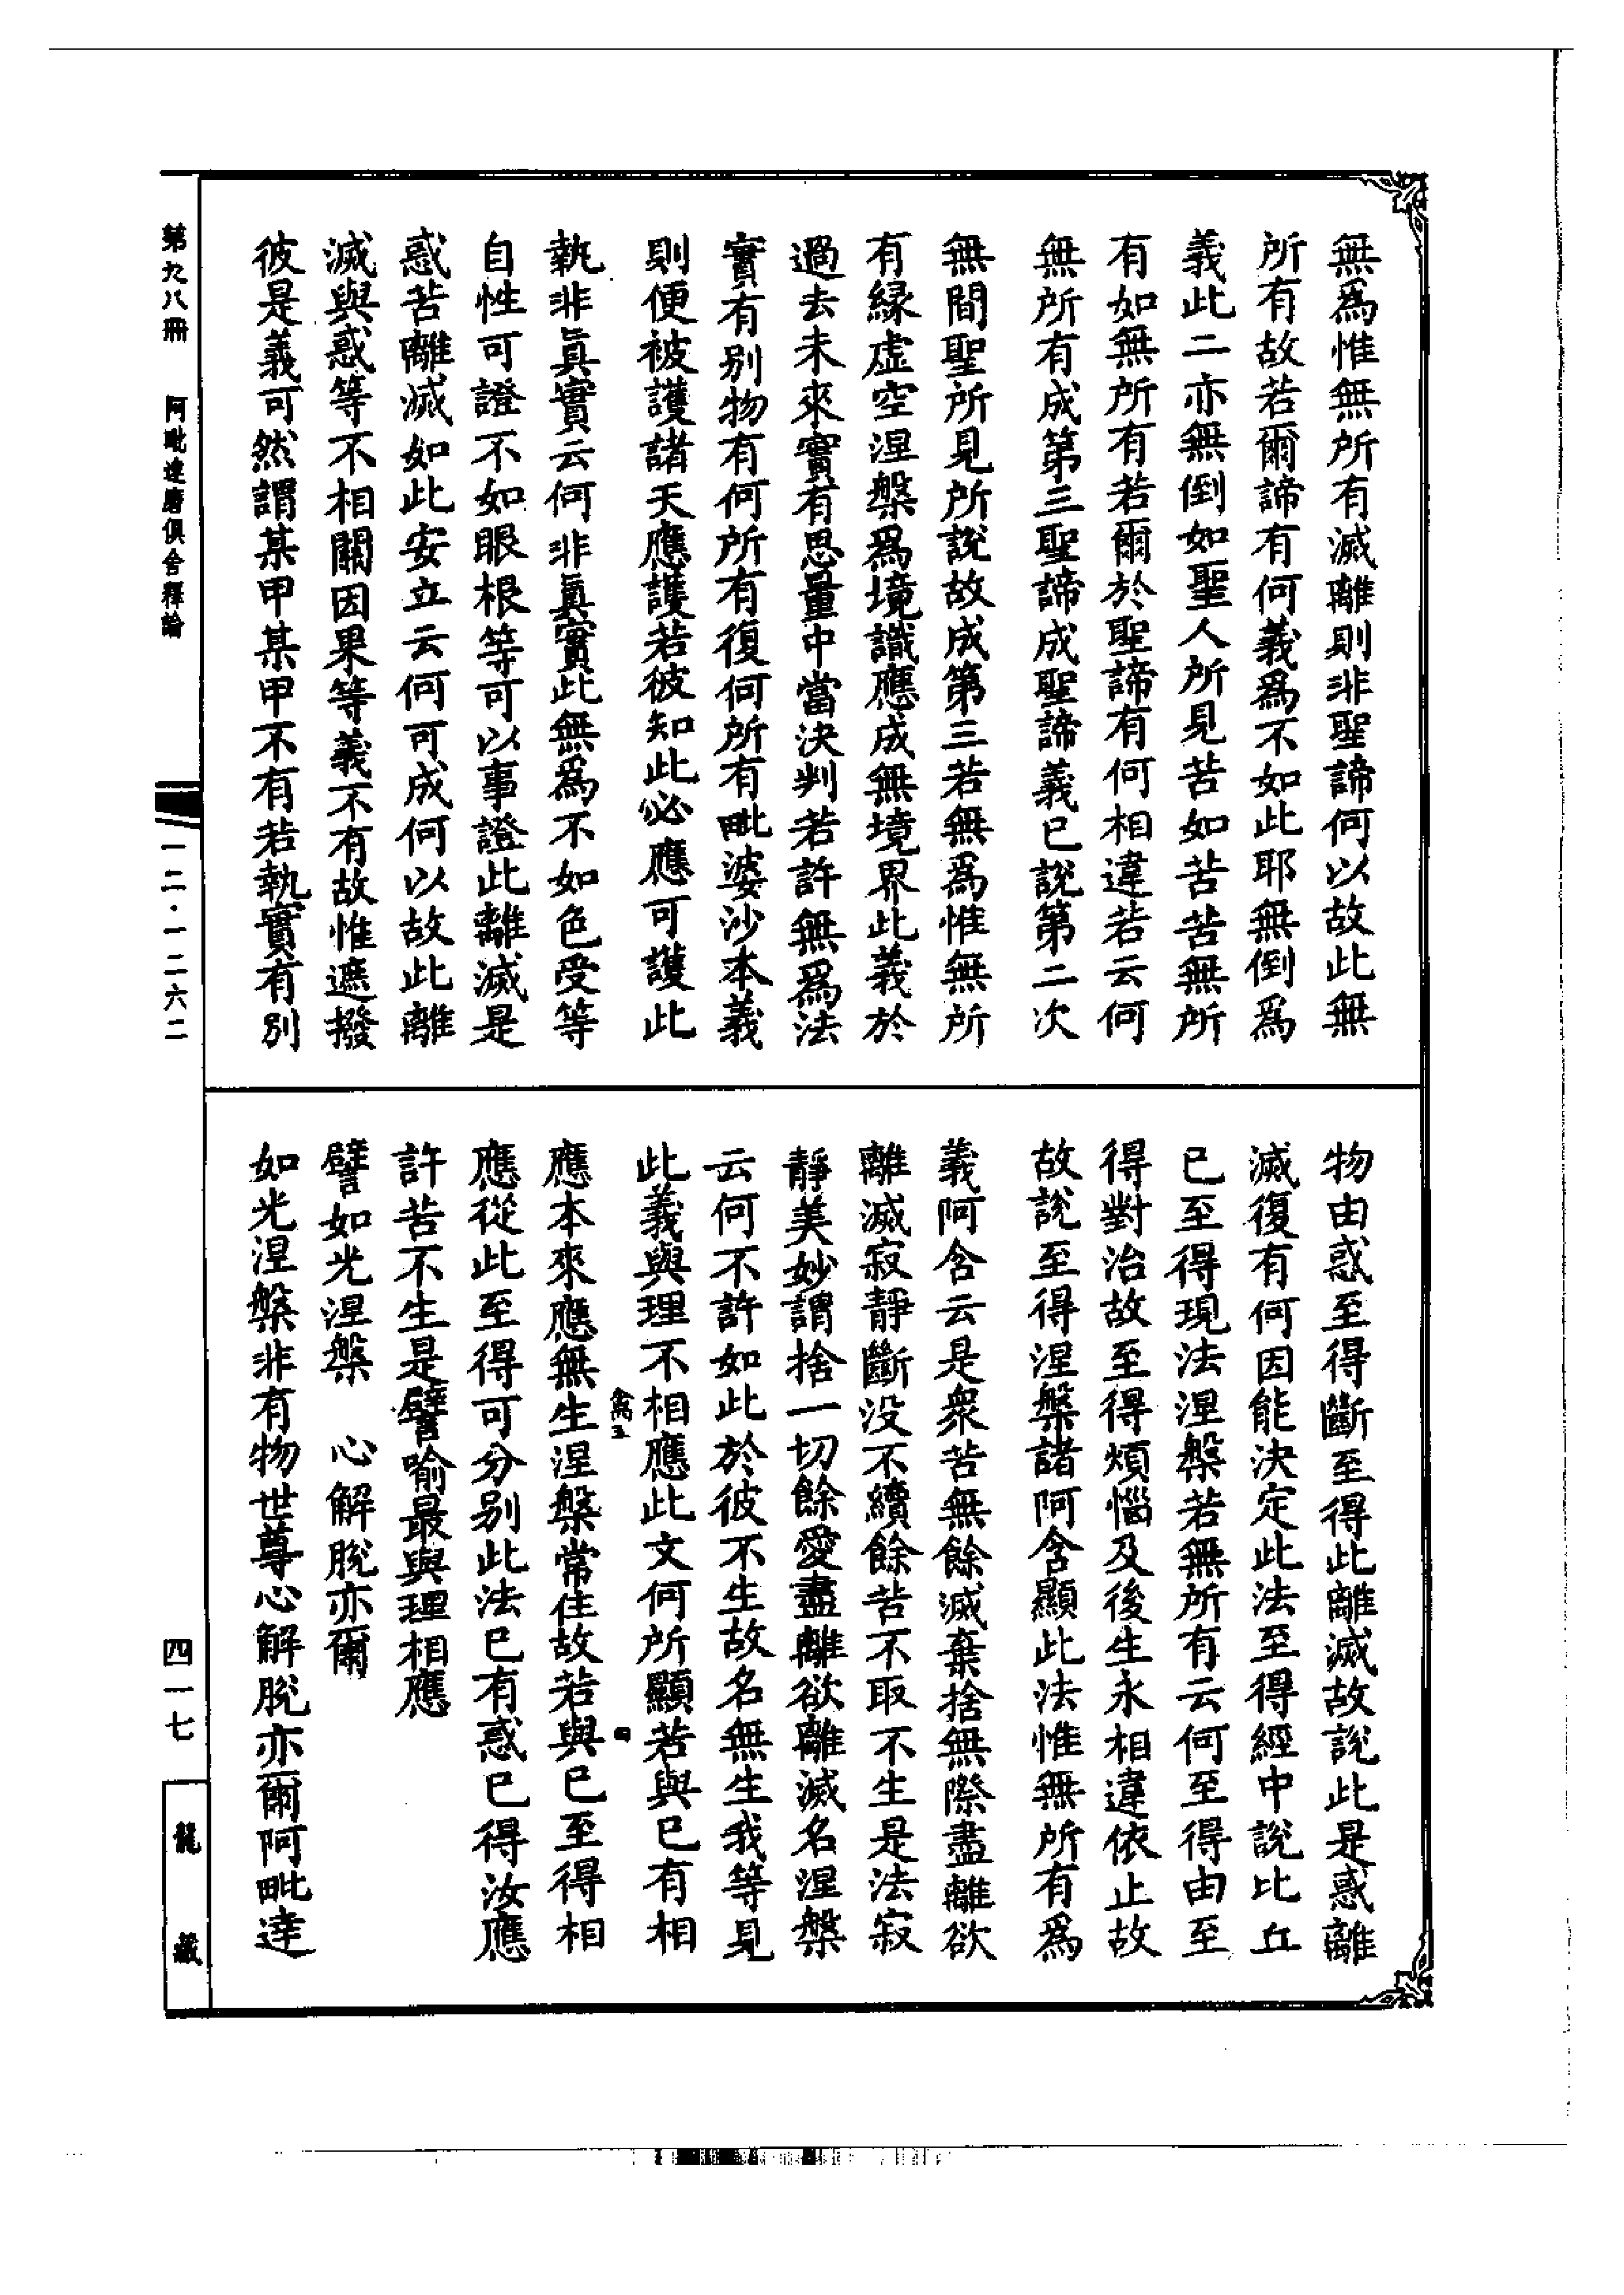 無爲惟無所有滅離則非聖諦何以故此無
所有故若爾諦有何義爲不如此耶無倒爲
義此二亦無倒如聖人所見苦如苦苦無所
有如無所有若爾於聖諦有何相違若云何
無所有成第三聖諦成聖諦義已說第二次
無間聖所見所說故成第三若無爲惟無所
有緣虛空涅槃爲境識應成無境界此義於
過去未來實有思量中當決判若許無爲法
實有別物有何所有復何所有毗婆沙本義
則便被護諸天應護若彼知此必應可護此
執非眞實云何非眞實此無爲不如色受等
自性可證不如眼根等可以事證此離滅是
惑苦離滅如此安立云何可成何以故此離
滅與惑等不相關因果等義不有故惟遮撥
彼是義可然謂某甲某甲不有若執實有別
物由惑至得斷至得此離滅故說此是惑離
滅復有何因能決定此法至得經中說比丘
已至得現法涅槃若無所有云何至得由至
得對治故至得煩惱及後生永相違依止故
故說至得涅槃諸阿含顯此法惟無所有爲
義阿含云是衆苦無餘滅棄捨無際盡離欲
離滅寂靜斷沒不續餘苦不取不生是法寂
靜美妙謂捨一切餘愛盡離欲離滅名涅槃
云何不許如此於彼不生故名無生我等見
此義與理不相應此文何所顯若與已有相
應本來應無生涅槃常住故若與已至得相
應從此至得可分別此法已有惑已得汝應
許苦不生是譬喻最與理相應
譬如光涅槃　心解脫亦爾
如光涅槃非有物世尊心解脫亦爾阿毗達
第九八冊　阿毗達磨俱舍釋論
一二·一二六二
四一七
龍藏